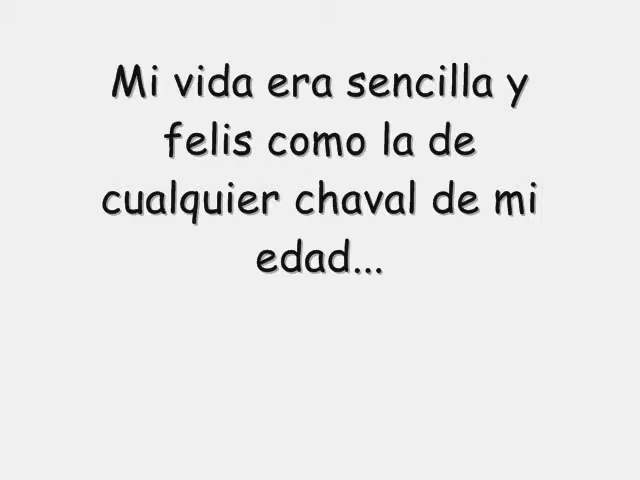 Mi vida era sencilla y
felis como la de
cualquier chaval de mi
edad...